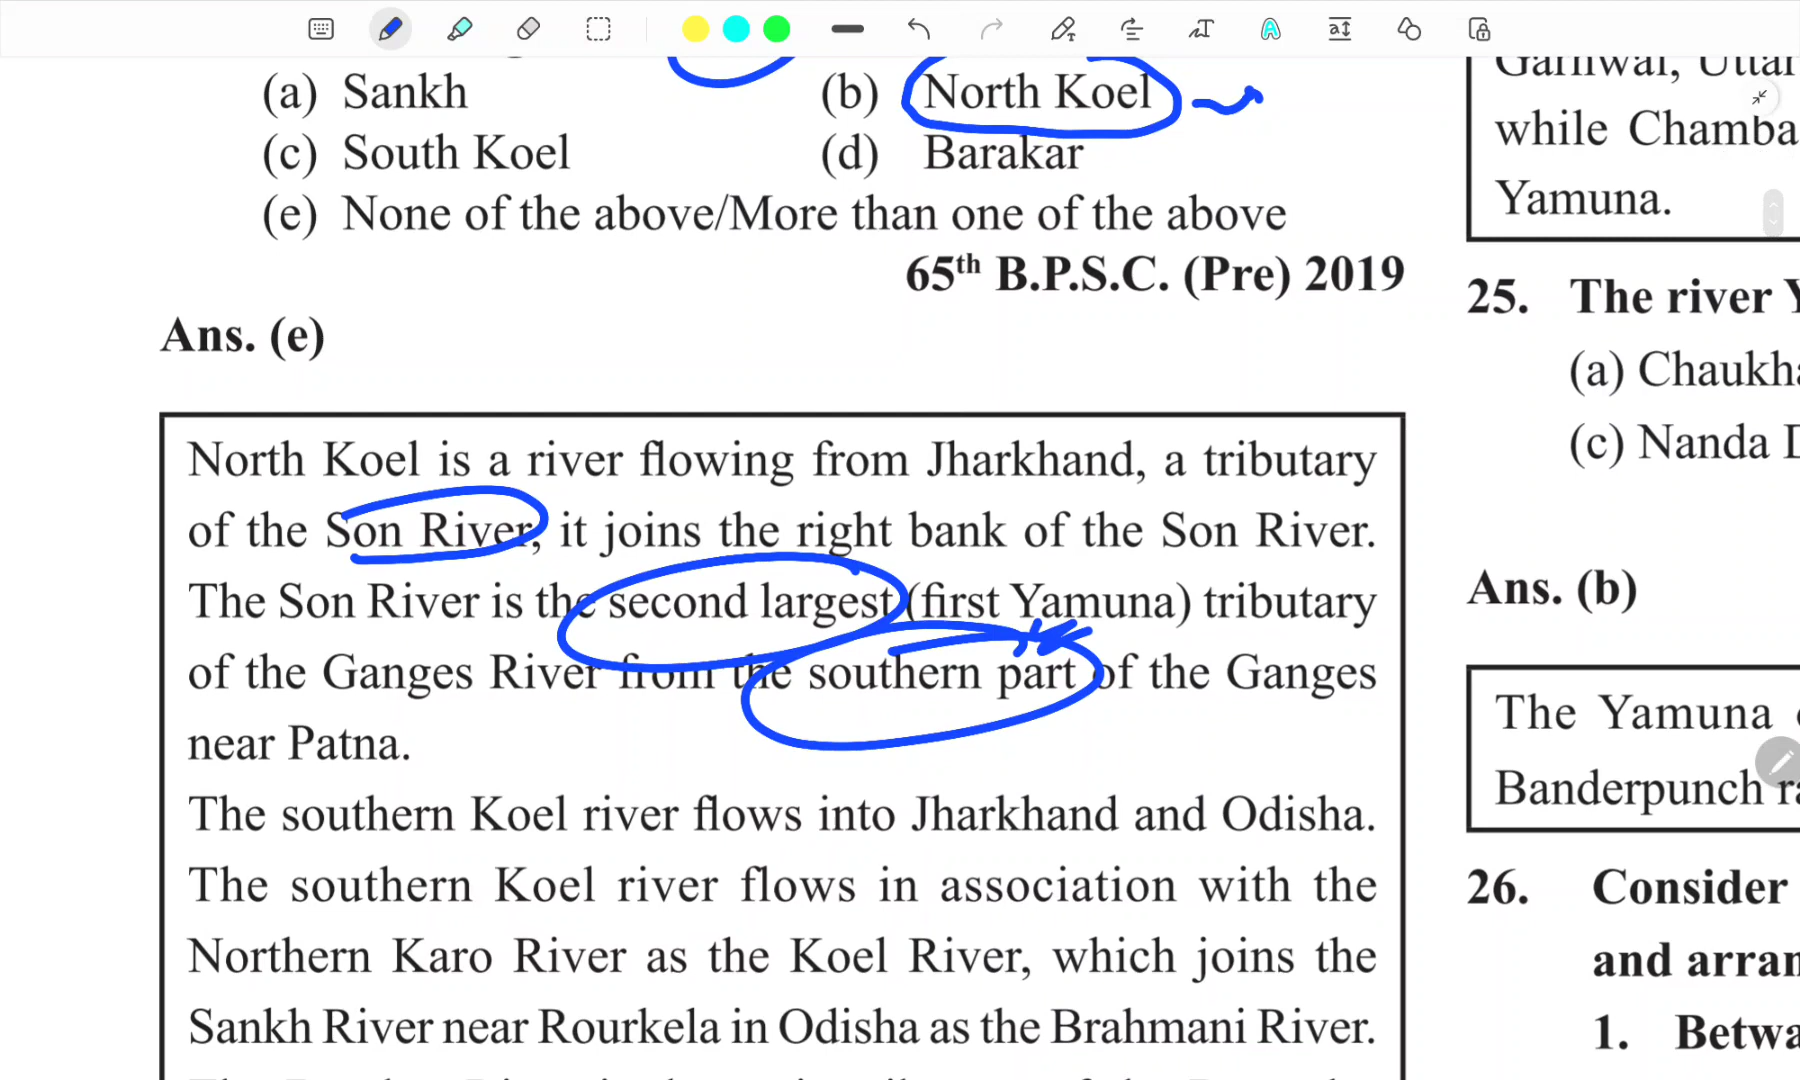 (a) Sankh (b) North Koel
(c) South Koel (d) Barakar
(e) None of the above/More than one of the above
65th B.P.S.C. (Pre) 2019
Ans. (e)
North Koel is a river flowing from Jharkhand, a tributary
of the Son River, it joins the right bank of the Son River.
The Son River is the second largest (first Yamuna) tributary
of the Ganges River from the southern part of the Ganges
near Patna.
The southern Koel river flows into Jharkhand and Odisha.
The southern Koel river flows in association with the
Northern Karo River as the Koel River, which joins the
Sankh River near Rourkela in Odisha as the Brahmani River.
while Chamba
Yamuna.
25. The river Y
(a) Chaukha
(c) Nanda D
Ans. (b)
The Yamuna
Banderpunch ra
26. Consider
and arran
1. Betwa